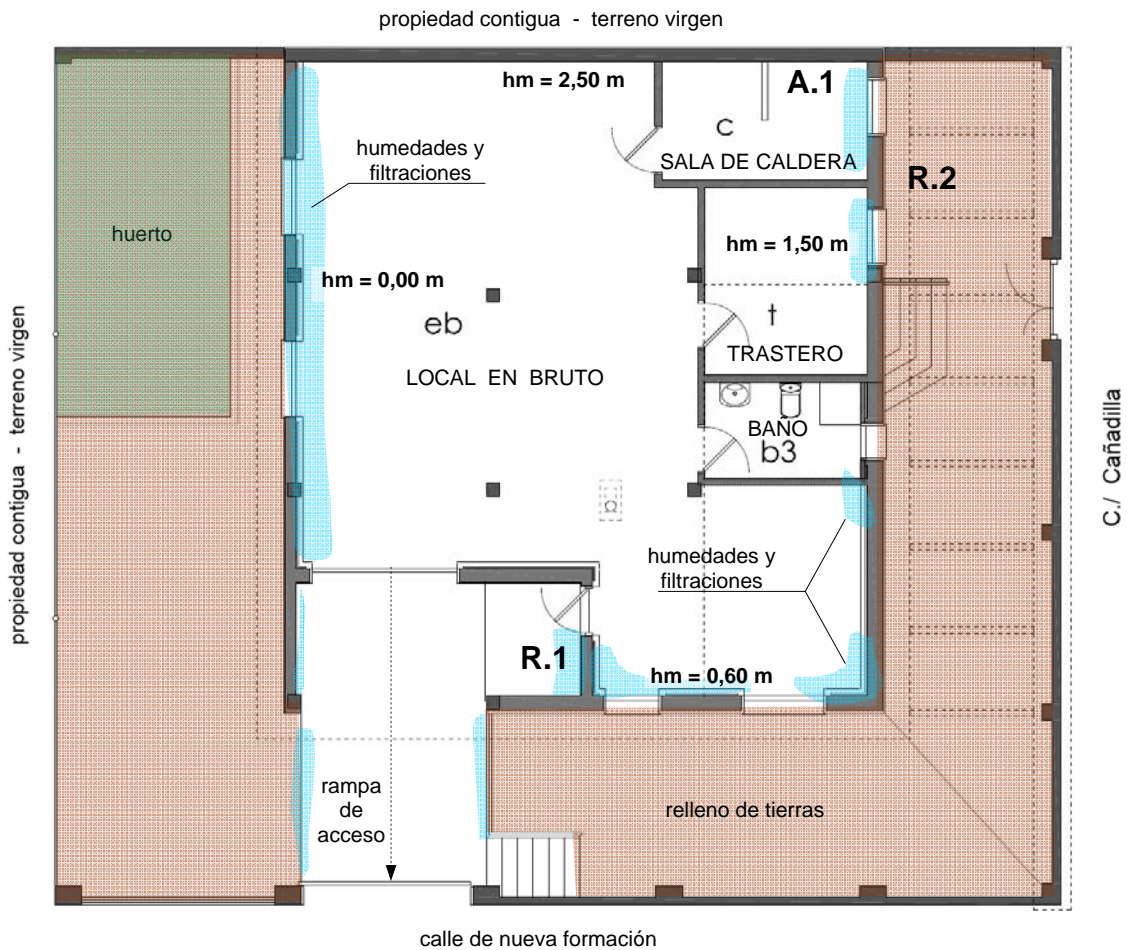 propiedad contigua - terreno virgen
hm = 2,50 m
A.1
c
SALA DE CALDERA
humedades y
filtraciones
R.2
huerto
hm = 1,50 m
hm = 0,00 m
eb
t
TRASTERO
LOCAL EN BRUTO
BAÑO
b3
propiedad contigua - terreno virgen
C./ Cañadilla
a
humedades y
filtraciones
R.1
hm = 0,60 m
rampa
de
acceso
relleno de tierras
calle de nueva formación